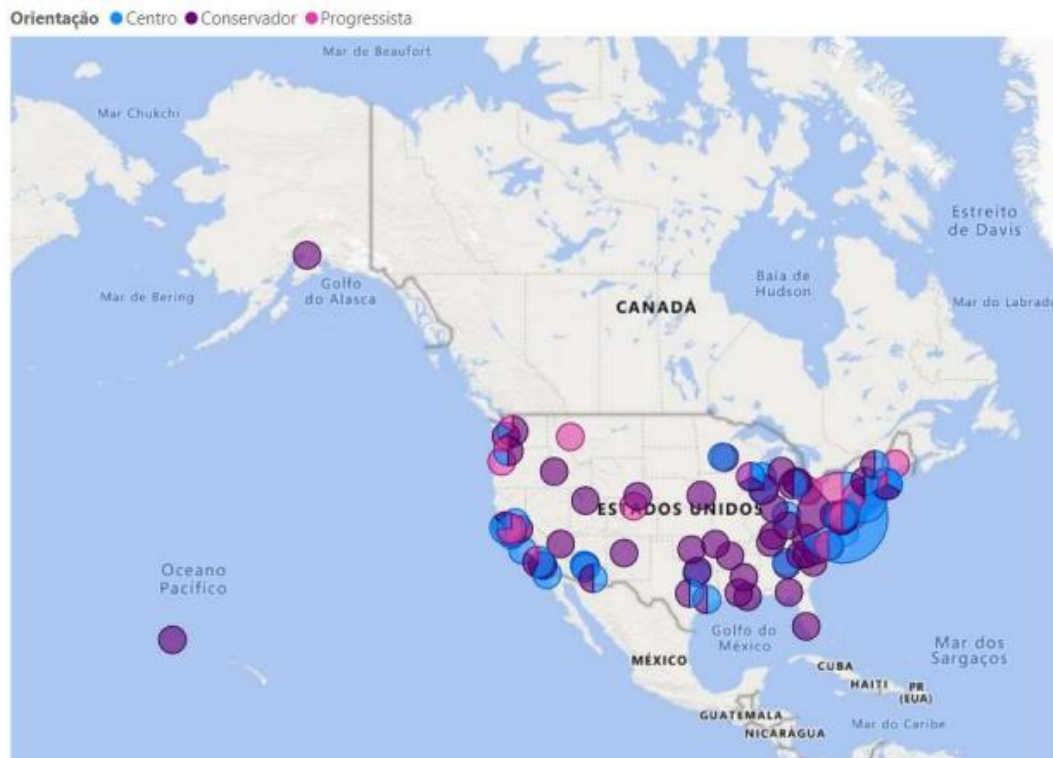 Orientação Centro Conservador Progressista
Mar de Beaufort
Mar Chukchi
Estreito
de Davis
Baía de
Hudson
Mar de Bering
Golfo
do Alasca
CANADÁ
Mar do Labrado
ESTADOS UNIDOS
Oceano
Pacífico
Golfo do
México
Mar dos
Sargaços
MÉXICO
CUBA
HAITI
PR
(EUA)
GUATEMALA
NICARÁGUA
Mar do Caribe